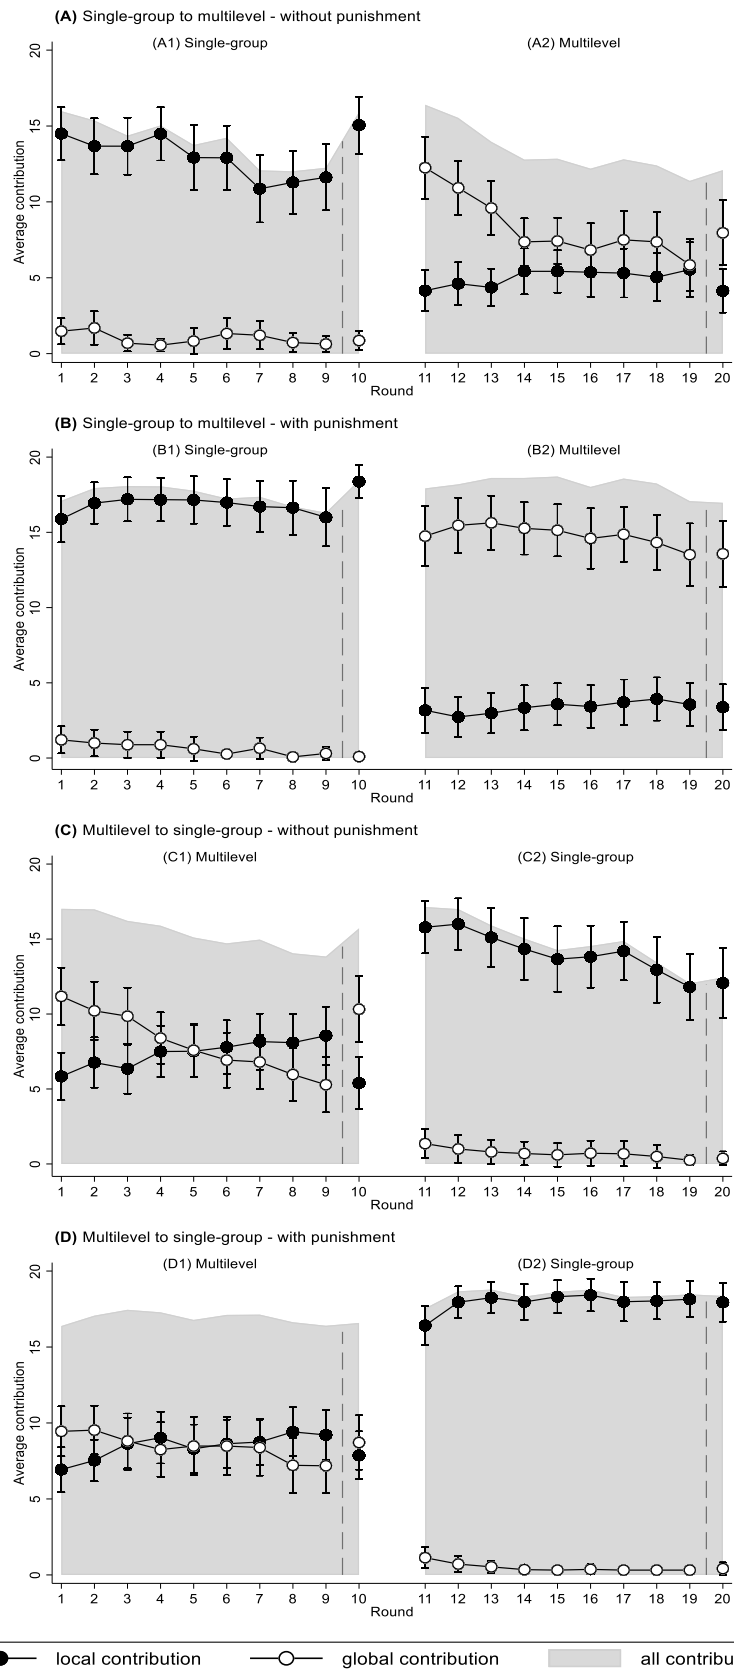 (A) Single-group to multilevel - without punishment
(A1) Single-group
(A2) Multilevel
Average contribution
20
15
10
5
0
1 2 3 4 5 6 7 8 9 10 11 12 13 14 15 16 17 18 19 20
Round
(B) Single-group to multilevel - with punishment
(B1) Single-group
(B2) Multilevel
Average contribution
20
15
10
5
0
1 2 3 4 5 6 7 8 9 10 11 12 13 14 15 16 17 18 19 20
Round
(C) Multilevel to single-group - without punishment
(C1) Multilevel
(C2) Single-group
Average contribution
20
15
10
5
0
1 2 3 4 5 6 7 8 9 10 11 12 13 14 15 16 17 18 19 20
Round
(D) Multilevel to single-group - with punishment
(D1) Multilevel
(D2) Single-group
Average contribution
20
15
10
5
0
1 2 3 4 5 6 7 8 9 10 11 12 13 14 15 16 17 18 19 20
Round
local contribution global contribution all contribu